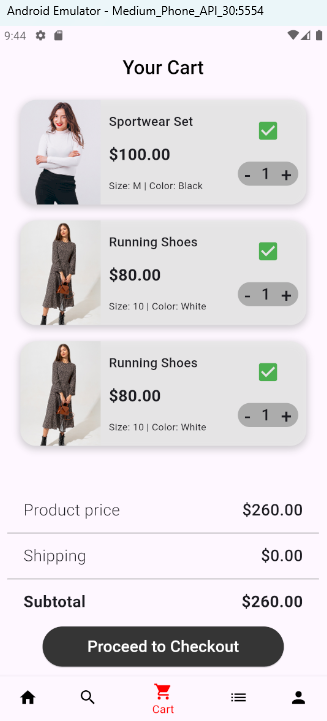 Android Emulator - Medium_Phone_API_30:5554
9:44
Your Cart
Sportwear Set
$100.00
- 1 +
Size: M | Color: Black
Running Shoes
$80.00
- 1 +
Size: 10 | Color: White
Running Shoes
$80.00
- 1 +
Size: 10 | Color: White
Product price $260.00
Shipping $0.00
Subtotal $260.00
Proceed to Checkout
Cart